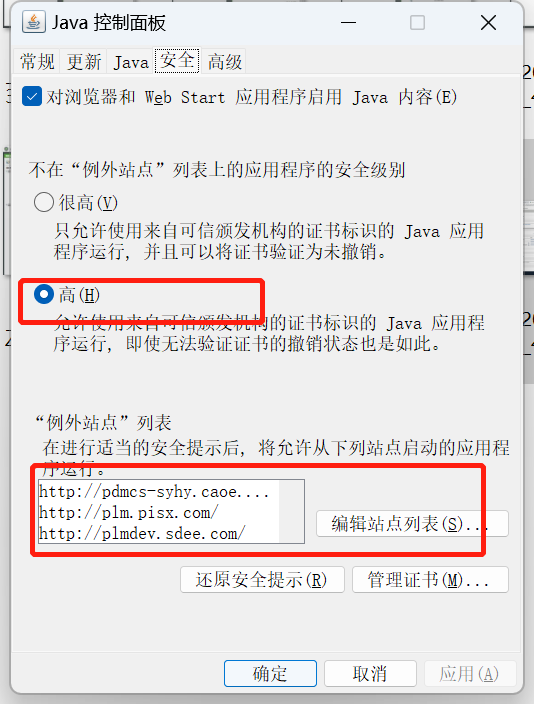 Java 控制面板
常规 更新 Java 安全 高级
对浏览器和 Web Start 应用程序启用 Java 内容(E)
不在“例外站点”列表上的应用程序的安全级别
很高(V)
只允许使用来自可信颁发机构的证书标识的 Java 应用
程序运行, 并且可以将证书验证为未撤销。
高(H)
允许使用来自可信颁发机构的证书标识的 Java 应用程
序运行, 即使无法验证证书的撤销状态也是如此。
“例外站点”列表
在进行适当的安全提示后, 将允许从下列站点启动的应用程
序运行。
http://pdmcs-syhy.caoe....
http://plm.pisx.com/
http://plmdev.sdee.com/
编辑站点列表(S)...
还原安全提示(R) 管理证书(M)...
确定 取消 应用(A)